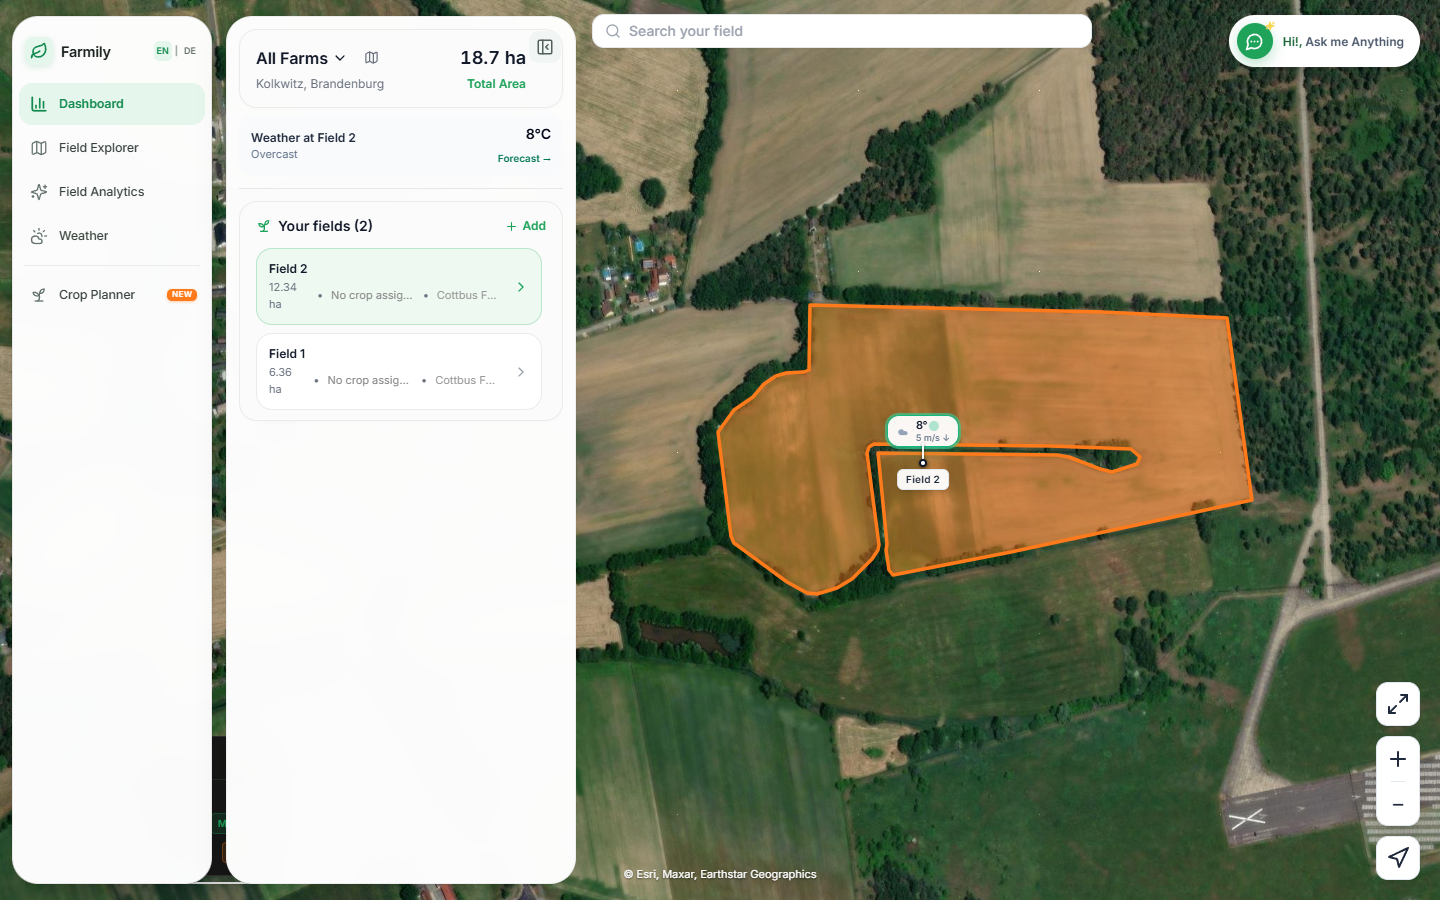 Farmily
EN | DE
Dashboard
Field Explorer
Field Analytics
Weather
Crop Planner
NEW
All Farms
18.7 ha
Kolkwitz, Brandenburg
Total Area
Weather at Field 2
8°C
Overcast
Forecast →
Your fields (2)
+ Add
Field 2
12.34 ha
• No crop assig... • Cottbus F...
Field 1
6.36 ha
• No crop assig... • Cottbus F...
Search your field
Hi!, Ask me Anything
8°
5 m/s ↓
Field 2
© Esri, Maxar, Earthstar Geographics